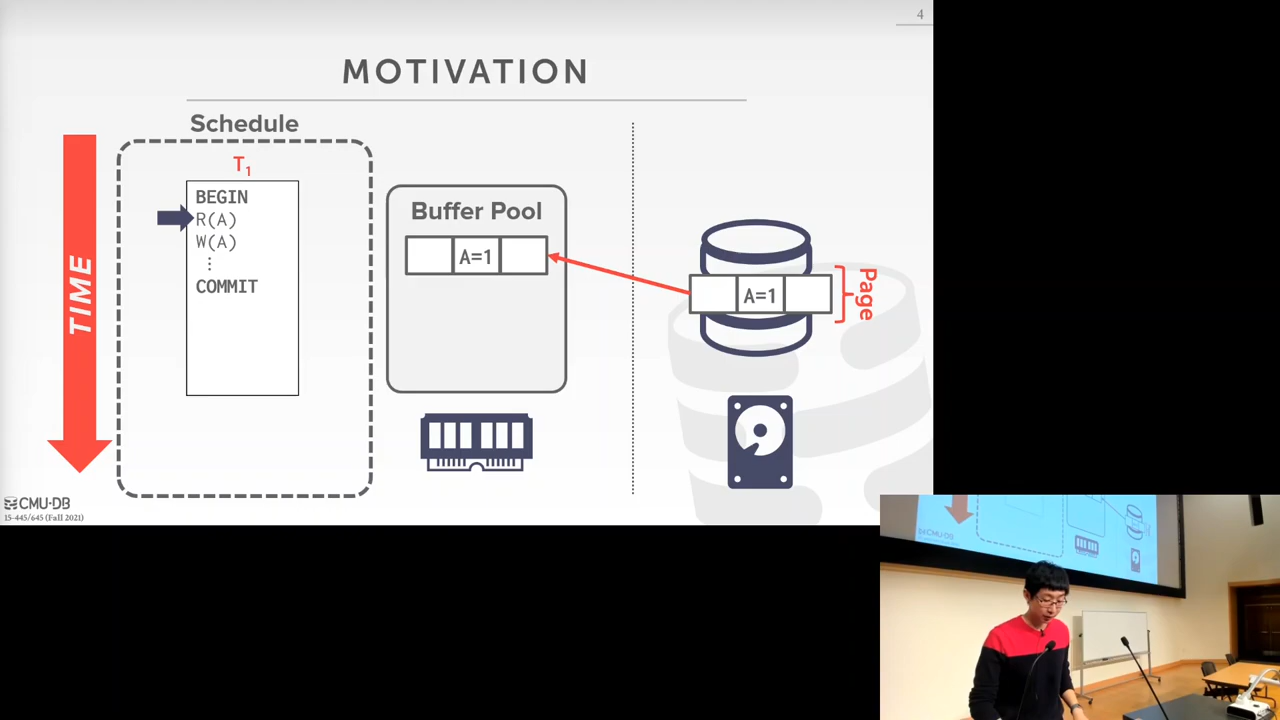 4
MOTIVATION
Schedule
TIME
T1
BEGIN
R(A)
W(A)
⋮
COMMIT
Buffer Pool
A=1
A=1
Page
CMU·DB
15-445/645 (Fall 2021)